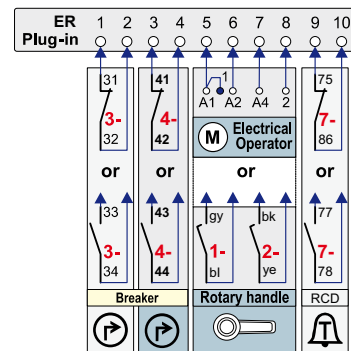 ER 1 2 3 4 5 6 7 8 9 10
Plug-in
31 41 1 75
A1 A2 A4 2
3- 4- 7-
32 42 86
M Electrical
Operator
or or or or
33 43 gy bk 77
3- 4- 1- 2- 7-
34 44 bl ye 78
Breaker Rotary handle RCD
T